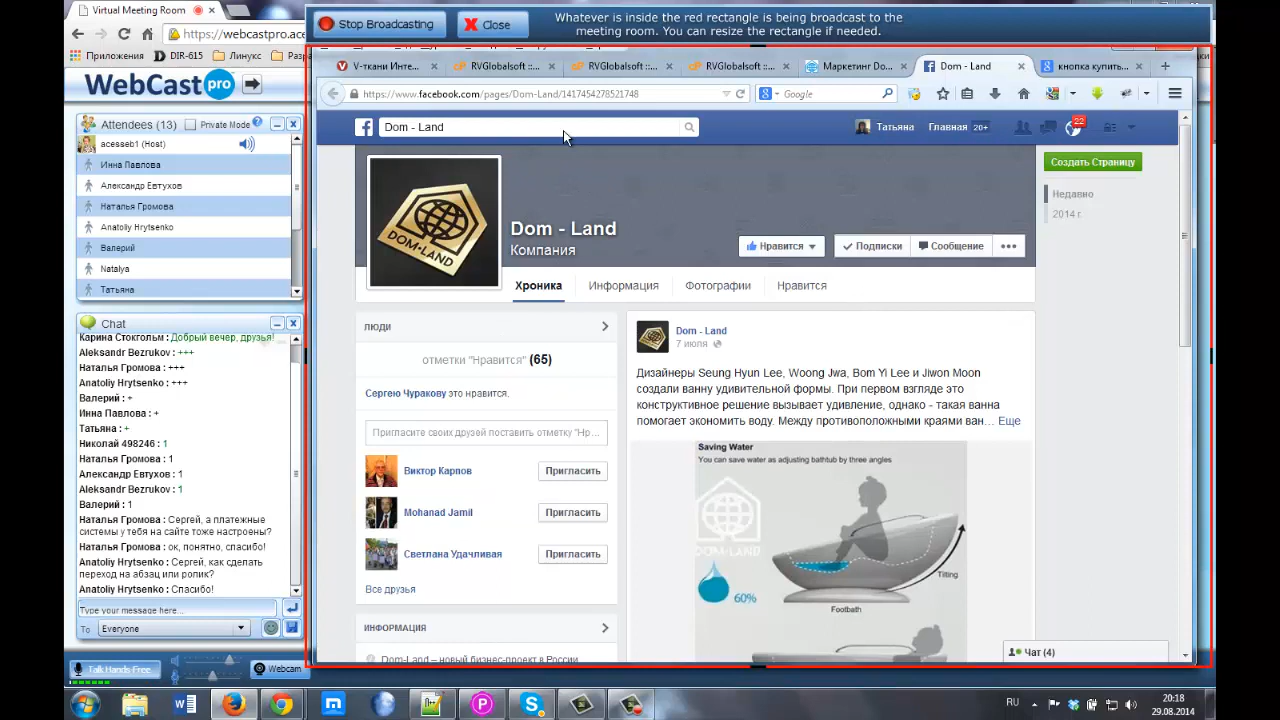 Virtual Meeting Room
https://webcastpro.ace
Приложения DIR-615 Линукс
WebCast pro
Attendees (13) Private Mode
acesseb1 (Host)
Инна Павлова
Александр Евтухов
Наталья Громова
Anatoliy Hrytsenko
Валерий
Natalya
Татьяна
Chat
Карина Стокгольм : Добрый вечер, друзья!
Aleksandr Bezrukov : +++
Наталья Громова : +++
Anatoliy Hrytsenko : +++
Валерий : +
Инна Павлова : +
Татьяна : +
Николай 498246 : 1
Наталья Громова : 1
Александр Евтухов : 1
Aleksandr Bezrukov : 1
Валерий : 1
Наталья Громова : Сергей, а платежные
системы у тебя на сайте тоже настроены?
Наталья Громова : ок, понятно, спасибо!
Anatoliy Hrytsenko : Сергей, как сделать
переход на абзац или ролик?
Anatoliy Hrytsenko : Спасибо!
Type your message here...
To Everyone
Talk Hands-Free
Webcam
Stop Broadcasting
Close
Whatever is inside the red rectangle is being broadcast to the
meeting room. You can resize the rectangle if needed.
V-ткани Инте...
RVGlobalsoft ::...
RVGlobalsoft ::...
RVGlobalsoft ::...
Маркетинг Do...
Dom - Land
кнопка купить...
https://www.facebook.com/pages/Dom-Land/1417454278521748
Google
Dom - Land
Татьяна
Главная 20+
22
Создать Страницу
Недавно
2014 г.
DOM-LAND
Dom - Land
Компания
Нравится
Подписки
Сообщение
Хроника
Информация
Фотографии
Нравится
ЛЮДИ
отметки "Нравится" (65)
Сергею Чуракову это нравится.
Пригласите своих друзей поставить отметку "Нр...
Виктор Карпов
Пригласить
Mohanad Jamil
Пригласить
Светлана Удачливая
Пригласить
Все друзья
ИНФОРМАЦИЯ
Dom-Land – новый бизнес-проект в России
Dom - Land
7 июля
Дизайнеры Seung Hyun Lee, Woong Jwa, Bom Yi Lee и Jiwon Moon
создали ванну удивительной формы. При первом взгляде это
конструктивное решение вызывает удивление, однако - такая ванна
помогает экономить воду. Между противоположными краями ван... Еще
Saving Water
You can save water as adjusting bathtub by three angles
DOM-LAND
60%
Tilting
Footbath
Чат (4)
RU
20:18
29.08.2014